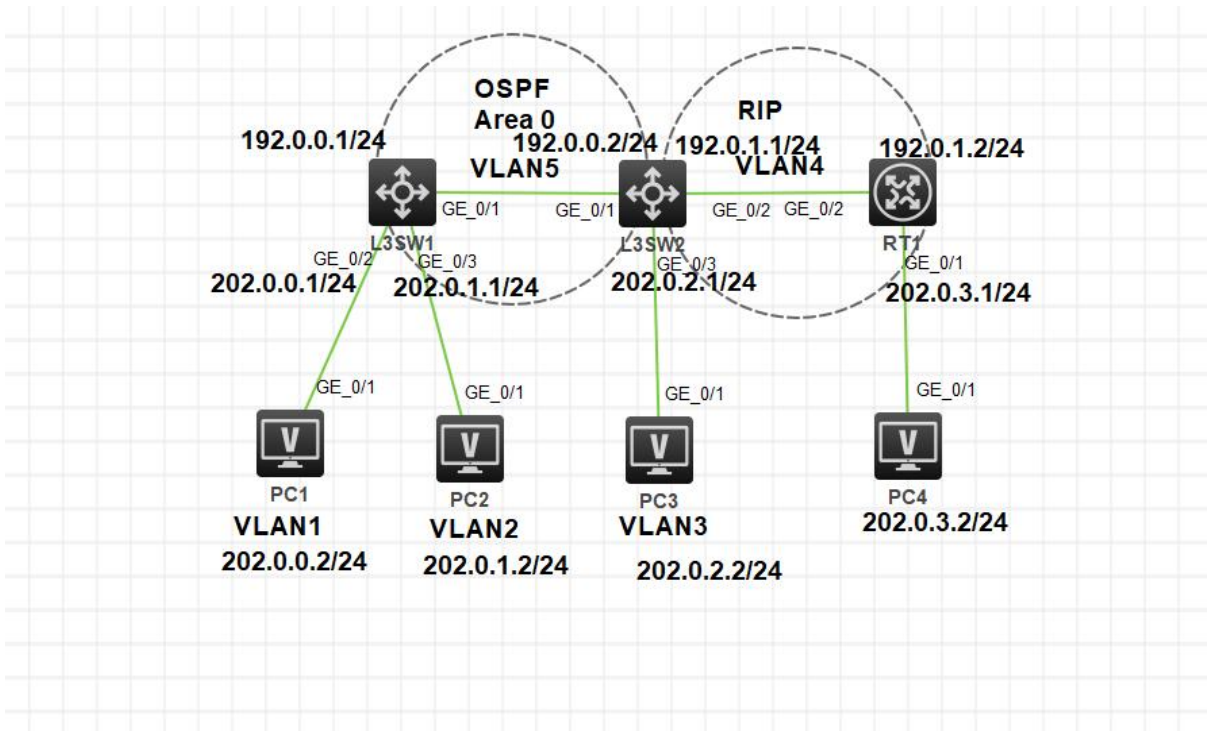 OSPF
Area 0
RIP
192.0.0.1/24
192.0.0.2/24
192.0.1.1/24
192.0.1.2/24
VLAN5
VLAN4
GE_0/1
GE_0/1
GE_0/2
GE_0/2
L3SW1
L3SW2
RT1
GE_0/2
GE_0/3
GE_0/3
GE_0/1
202.0.0.1/24
202.0.1.1/24
202.0.2.1/24
202.0.3.1/24
GE_0/1
GE_0/1
GE_0/1
GE_0/1
V
V
V
V
PC1
PC2
PC3
PC4
VLAN1
VLAN2
VLAN3
202.0.3.2/24
202.0.0.2/24
202.0.1.2/24
202.0.2.2/24